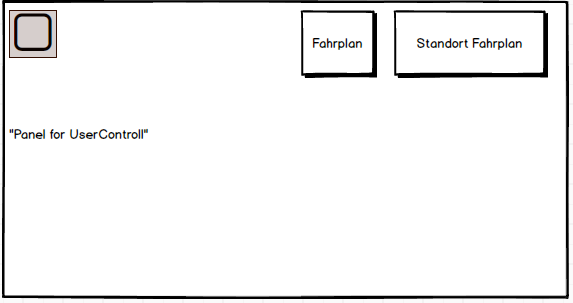 Fahrplan
Standort Fahrplan
"Panel for UserControll"